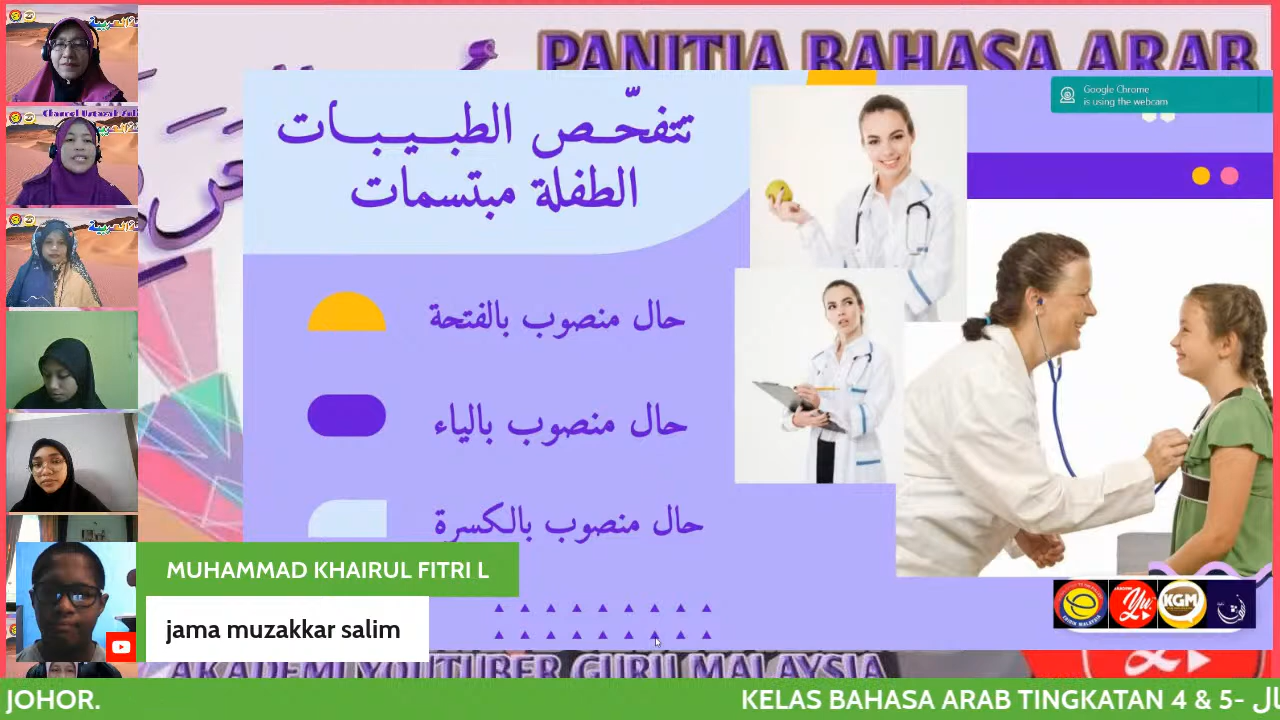 PANITIA BAHASA ARAB
Google Chrome
is using the webcam
تتفحّص الطبيبات
الطفلة مبتسمات
حال منصوب بالفتحة
حال منصوب بالياء
حال منصوب بالكسرة
MUHAMMAD KHAIRUL FITRI L
jama muzakkar salim
KGM
AKADEMI YOUTUBER GURU MALAYSIA
JOHOR.
KELAS BAHASA ARAB TINGKATAN 4 & 5-